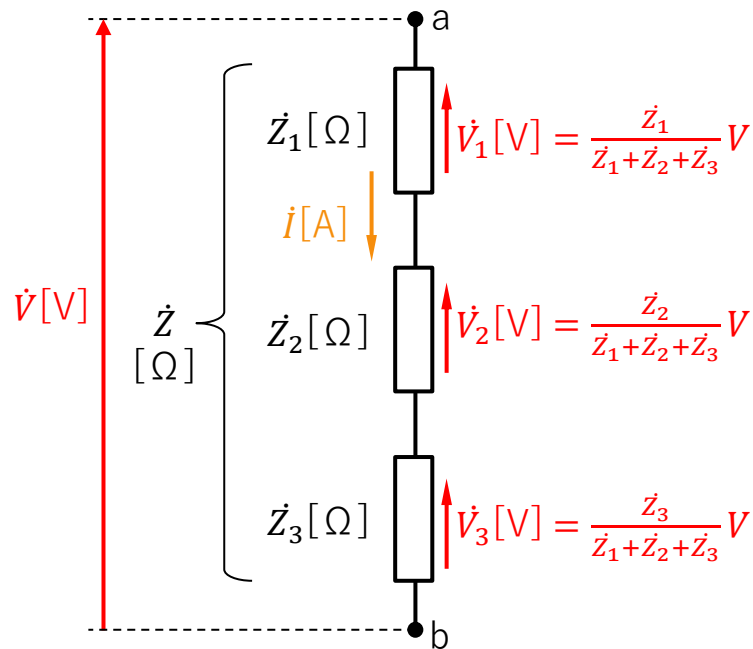 a
Ż₁[Ω]
V̇₁[V] = Ż₁ / (Ż₁+Ż₂+Ż₃) V
İ[A]
V̇[V]
Ż
[Ω]
Ż₂[Ω]
V̇₂[V] = Ż₂ / (Ż₁+Ż₂+Ż₃) V
Ż₃[Ω]
V̇₃[V] = Ż₃ / (Ż₁+Ż₂+Ż₃) V
b